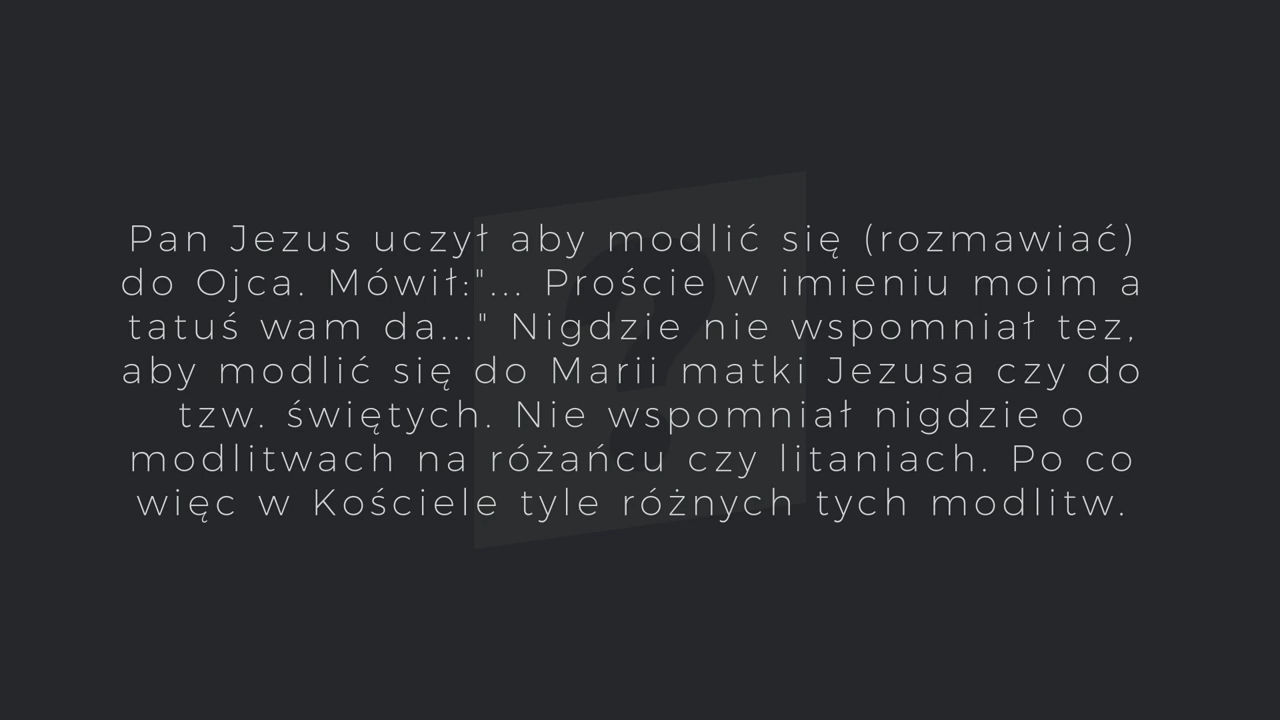 Pan Jezus uczył aby modlić się (rozmawiać)
do Ojca. Mówił:"... Proście w imieniu moim a
tatuś wam da..." Nigdzie nie wspomniał tez,
aby modlić się do Marii matki Jezusa czy do
tzw. świętych. Nie wspomniał nigdzie o
modlitwach na różańcu czy litaniach. Po co
więc w Kościele tyle różnych tych modlitw.